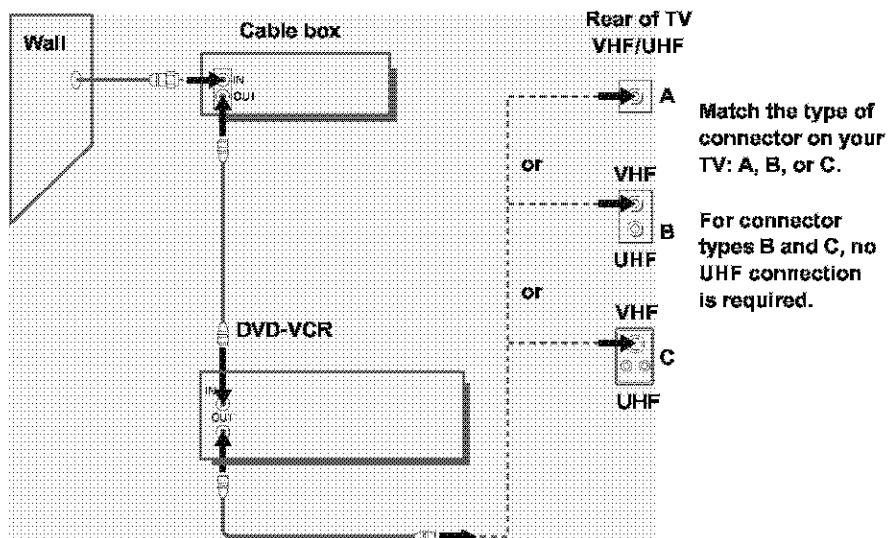 Wall
Cable box
IN
OUT
DVD-VCR
IN
OUT
Rear of TV
VHF/UHF
A
or
VHF
B
UHF
or
VHF
C
UHF
Match the type of
connector on your
TV: A, B, or C.
For connector
types B and C, no
UHF connection
is required.